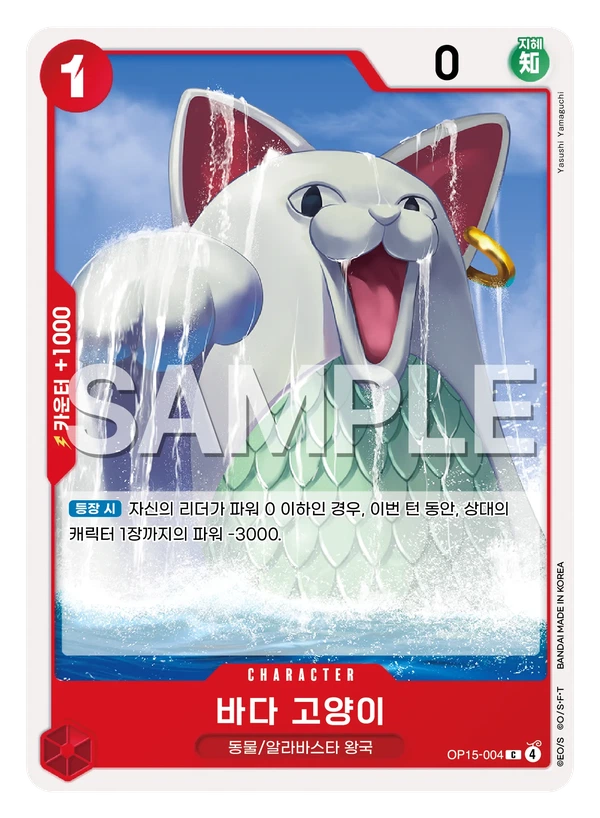 1
0
지혜
知
Yasushi Yamaguchi
카운터 +1000
SAMPLE
등장 시 자신의 리더가 파워 0 이하인 경우, 이번 턴 동안, 상대의
캐릭터 1장까지의 파워 -3000.
CHARACTER
바다 고양이
동물/알라바스타 왕국
OP15-004 C 4
©EO/S ©O/S·F·T BANDAI MADE IN KOREA